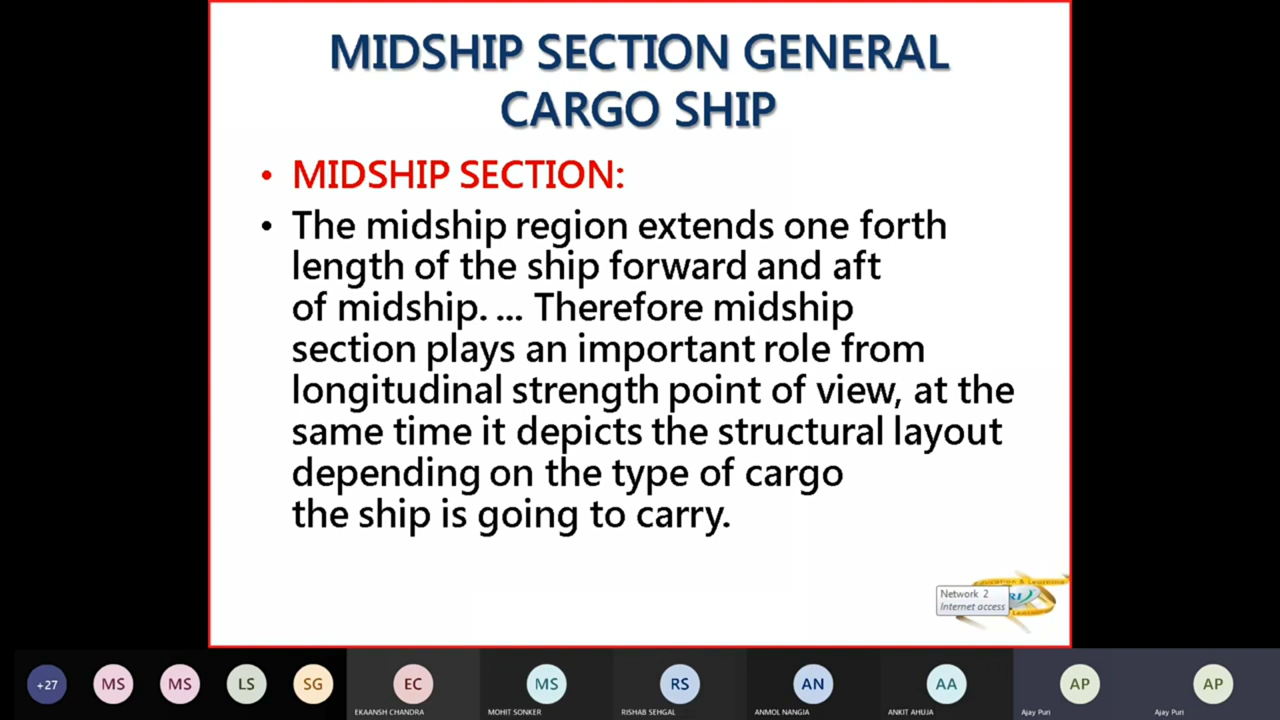 MIDSHIP SECTION GENERAL
CARGO SHIP
• MIDSHIP SECTION:
• The midship region extends one forth
length of the ship forward and aft
of midship. ... Therefore midship
section plays an important role from
longitudinal strength point of view, at the
same time it depicts the structural layout
depending on the type of cargo
the ship is going to carry.
Education & Learning
Network 2
Internet access
RI
+27
MS
MS
LS
SG
EC
MS
RS
AN
AA
AP
AP
EKAANSH CHANDRA
MOHIT SONKER
RISHAB SEHGAL
ANMOL NANGIA
ANKIT AHUJA
Ajay Puri
Ajay Puri